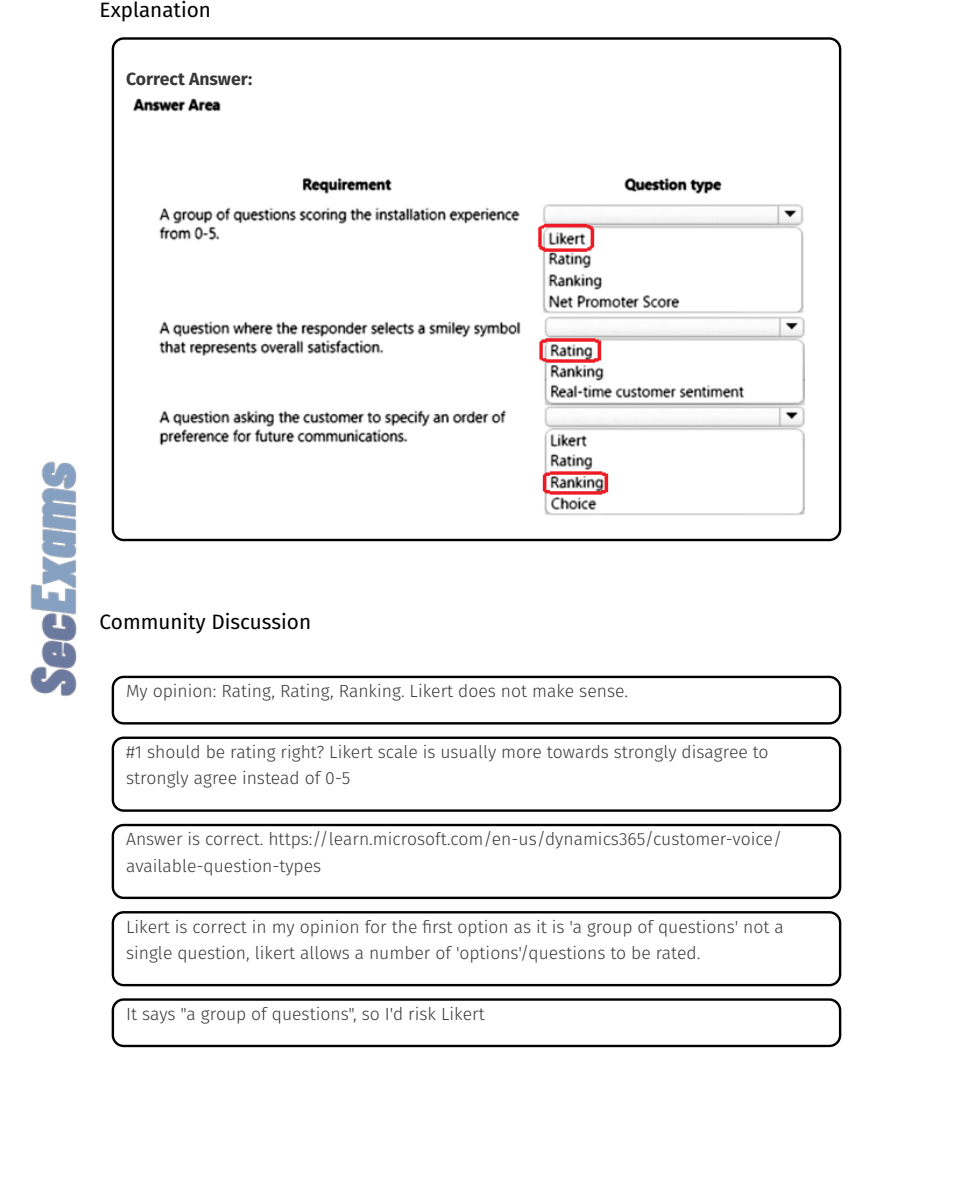 Explanation
Correct Answer:
Answer Area
Requirement
Question type
A group of questions scoring the installation experience
from 0-5.
Likert
Rating
Ranking
Net Promoter Score
A question where the responder selects a smiley symbol
that represents overall satisfaction.
Rating
Ranking
Real-time customer sentiment
A question asking the customer to specify an order of
preference for future communications.
Likert
Rating
Ranking
Choice
SecExams
Community Discussion
My opinion: Rating, Rating, Ranking. Likert does not make sense.
#1 should be rating right? Likert scale is usually more towards strongly disagree to
strongly agree instead of 0-5
Answer is correct. https://learn.microsoft.com/en-us/dynamics365/customer-voice/
available-question-types
Likert is correct in my opinion for the first option as it is 'a group of questions' not a
single question, likert allows a number of 'options'/questions to be rated.
It says "a group of questions", so I'd risk Likert